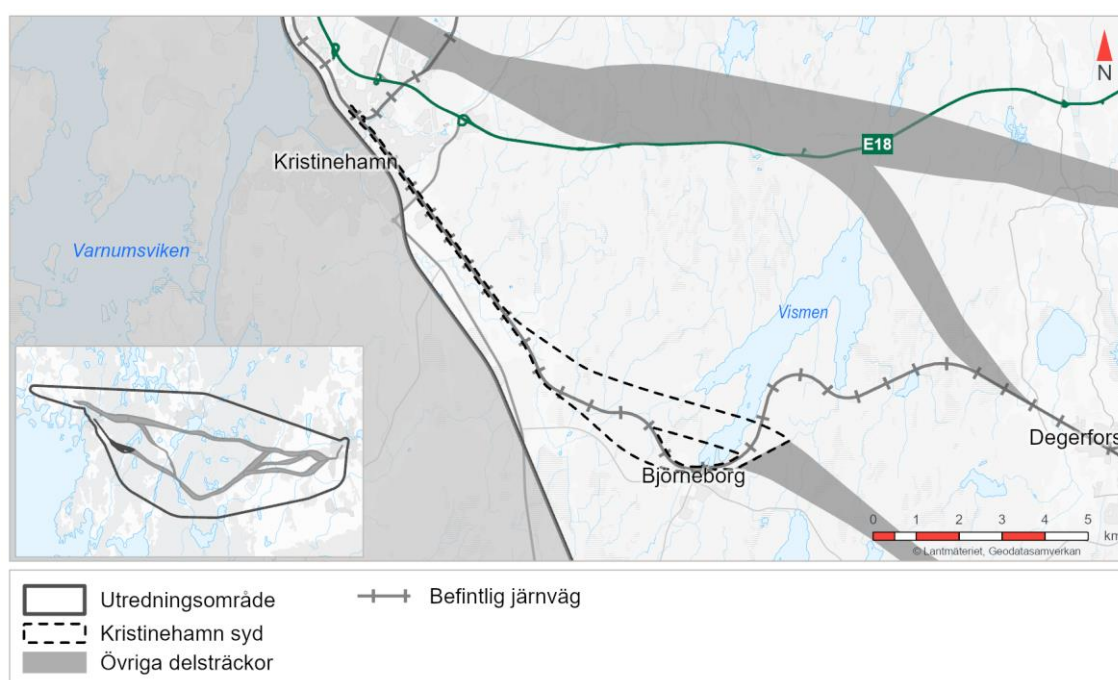 N
E18
Kristinehamn
Varnumsviken
Vismen
Degerfors
Björneborg
0 1 2 3 4 5
km
© Lantmäteriet, Geodatasamverkan
Utredningsområde
Befintlig järnväg
Kristinehamn syd
Övriga delsträckor